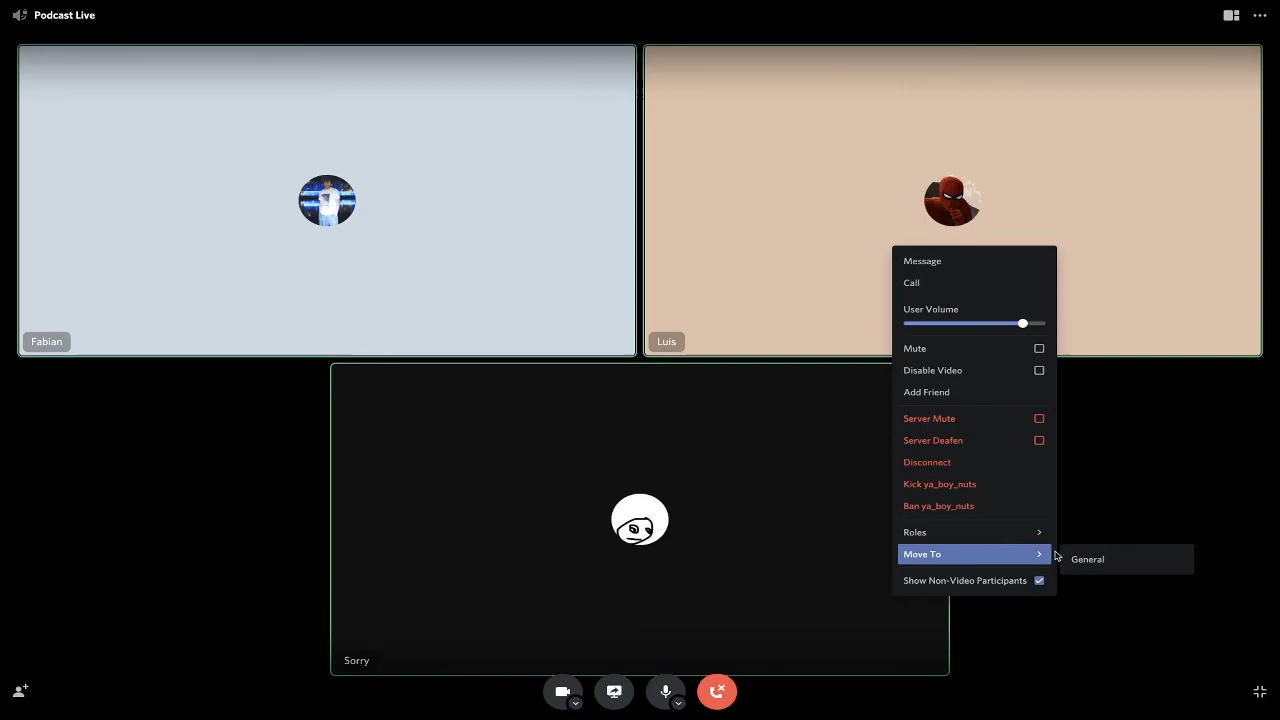 Podcast Live
Fabian
Luis
Message
Call
User Volume
Mute
Disable Video
Add Friend
Server Mute
Server Deafen
Disconnect
Kick ya_boy_nuts
Ban ya_boy_nuts
Roles
Move To
General
Show Non-Video Participants
Sorry